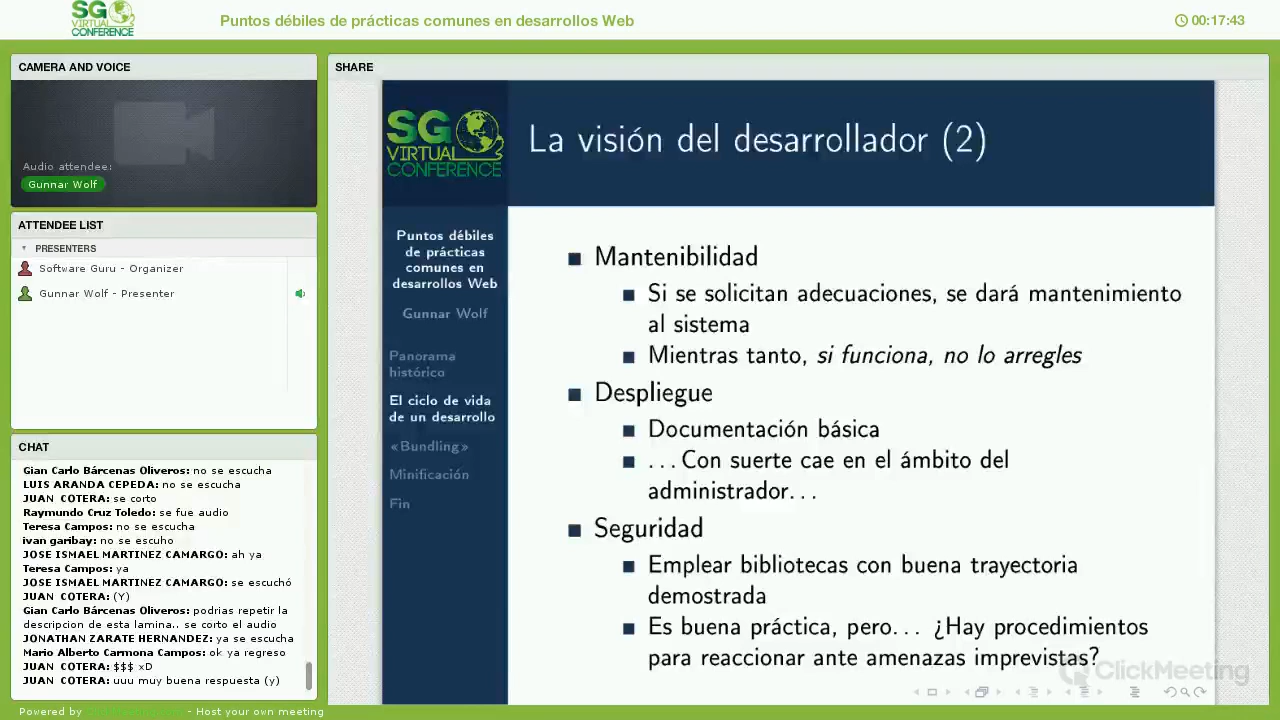 SG
VIRTUAL
CONFERENCE
Puntos débiles de prácticas comunes en desarrollos Web
00:17:43
CAMERA AND VOICE
Audio attendee:
Gunnar Wolf
ATTENDEE LIST
PRESENTERS
Software Guru - Organizer
Gunnar Wolf - Presenter
CHAT
Gian Carlo Bárcenas Oliveros: no se escucha
LUIS ARANDA CEPEDA: no se escucha
JUAN COTERA: se corto
Raymundo Cruz Toledo: se fue audio
Teresa Campos: no se escucha
ivan garibay: no se escuho
JOSE ISMAEL MARTINEZ CAMARGO: ah ya
Teresa Campos: ya
JOSE ISMAEL MARTINEZ CAMARGO: se escuchó
JUAN COTERA: (Y)
Gian Carlo Bárcenas Oliveros: podrias repetir la
descripcion de esta lamina.. se corto el audio
JONATHAN ZARATE HERNANDEZ: ya se escucha
Mario Alberto Carmona Campos: ok ya regreso
JUAN COTERA: $$$ xD
JUAN COTERA: uuu muy buena respuesta (y)
Powered by - Host your own meeting
SHARE
SG
VIRTUAL
CONFERENCE
La visión del desarrollador (2)
Puntos débiles
de prácticas
comunes en
desarrollos Web
Gunnar Wolf
Panorama
histórico
El ciclo de vida
de un desarrollo
«Bundling»
Minificación
Fin
Mantenibilidad
Si se solicitan adecuaciones, se dará mantenimiento
al sistema
Mientras tanto, si funciona, no lo arregles
Despliegue
Documentación básica
...Con suerte cae en el ámbito del
administrador...
Seguridad
Emplear bibliotecas con buena trayectoria
demostrada
Es buena práctica, pero... ¿Hay procedimientos
para reaccionar ante amenazas imprevistas?
ClickMeeting